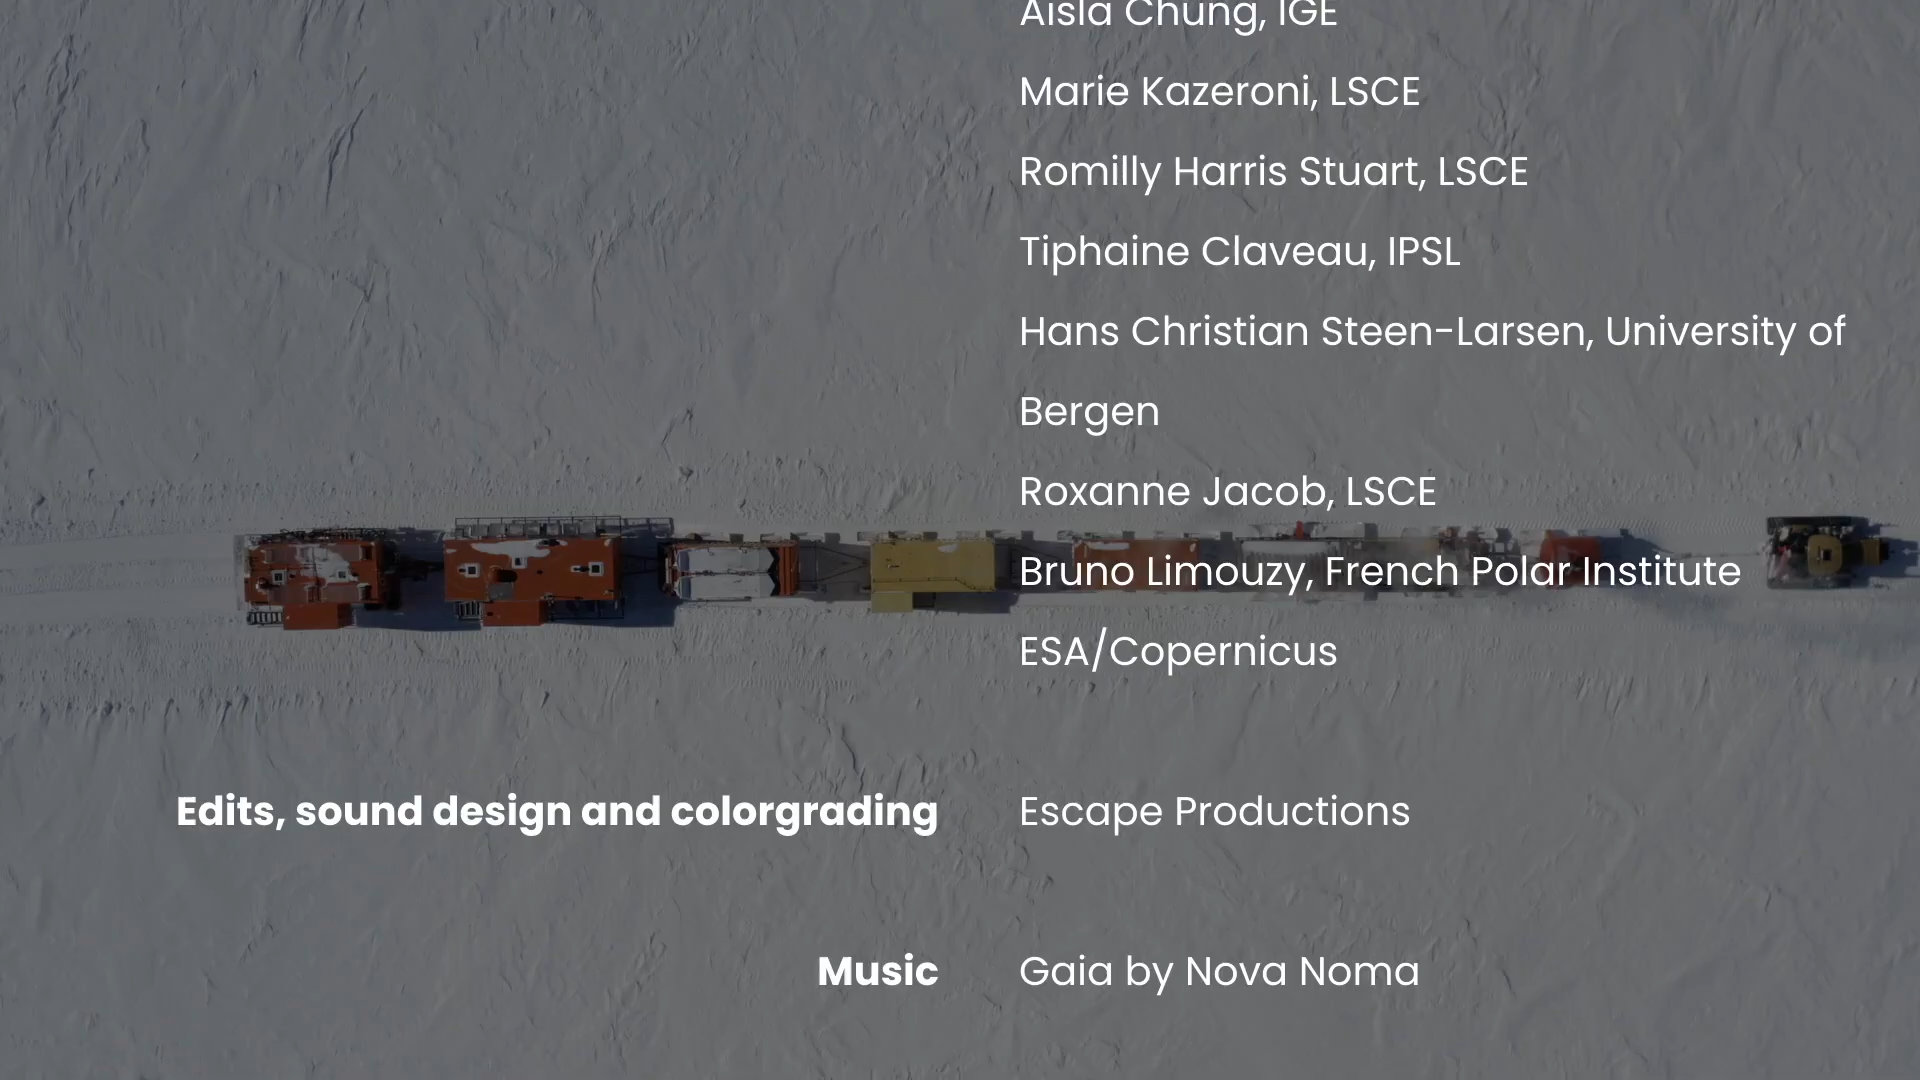 Aisla Chung, IGE
Marie Kazeroni, LSCE
Romilly Harris Stuart, LSCE
Tiphaine Claveau, IPSL
Hans Christian Steen-Larsen, University of
Bergen
Roxanne Jacob, LSCE
Bruno Limouzy, French Polar Institute
ESA/Copernicus
Edits, sound design and colorgrading Escape Productions
Music Gaia by Nova Noma